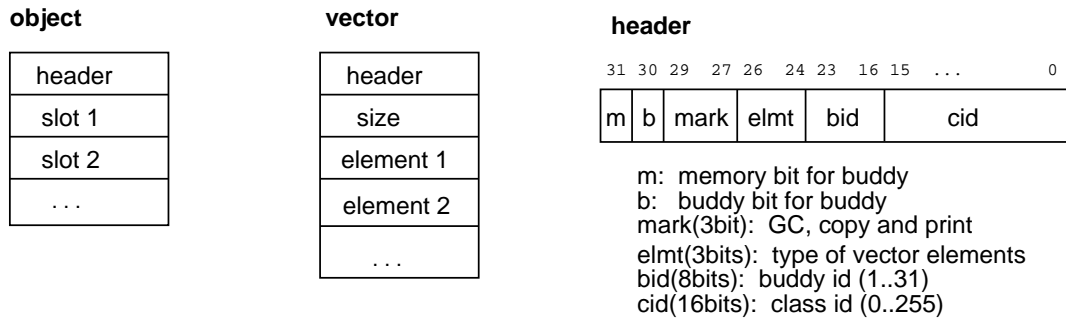 object
header
slot 1
slot 2
. . .
vector
header
size
element 1
element 2
. . .
header
31 30 29 27 26 24 23 16 15 ... 0
m b mark elmt bid cid
m: memory bit for buddy
b: buddy bit for buddy
mark(3bit): GC, copy and print
elmt(3bits): type of vector elements
bid(8bits): buddy id (1..31)
cid(16bits): class id (0..255)